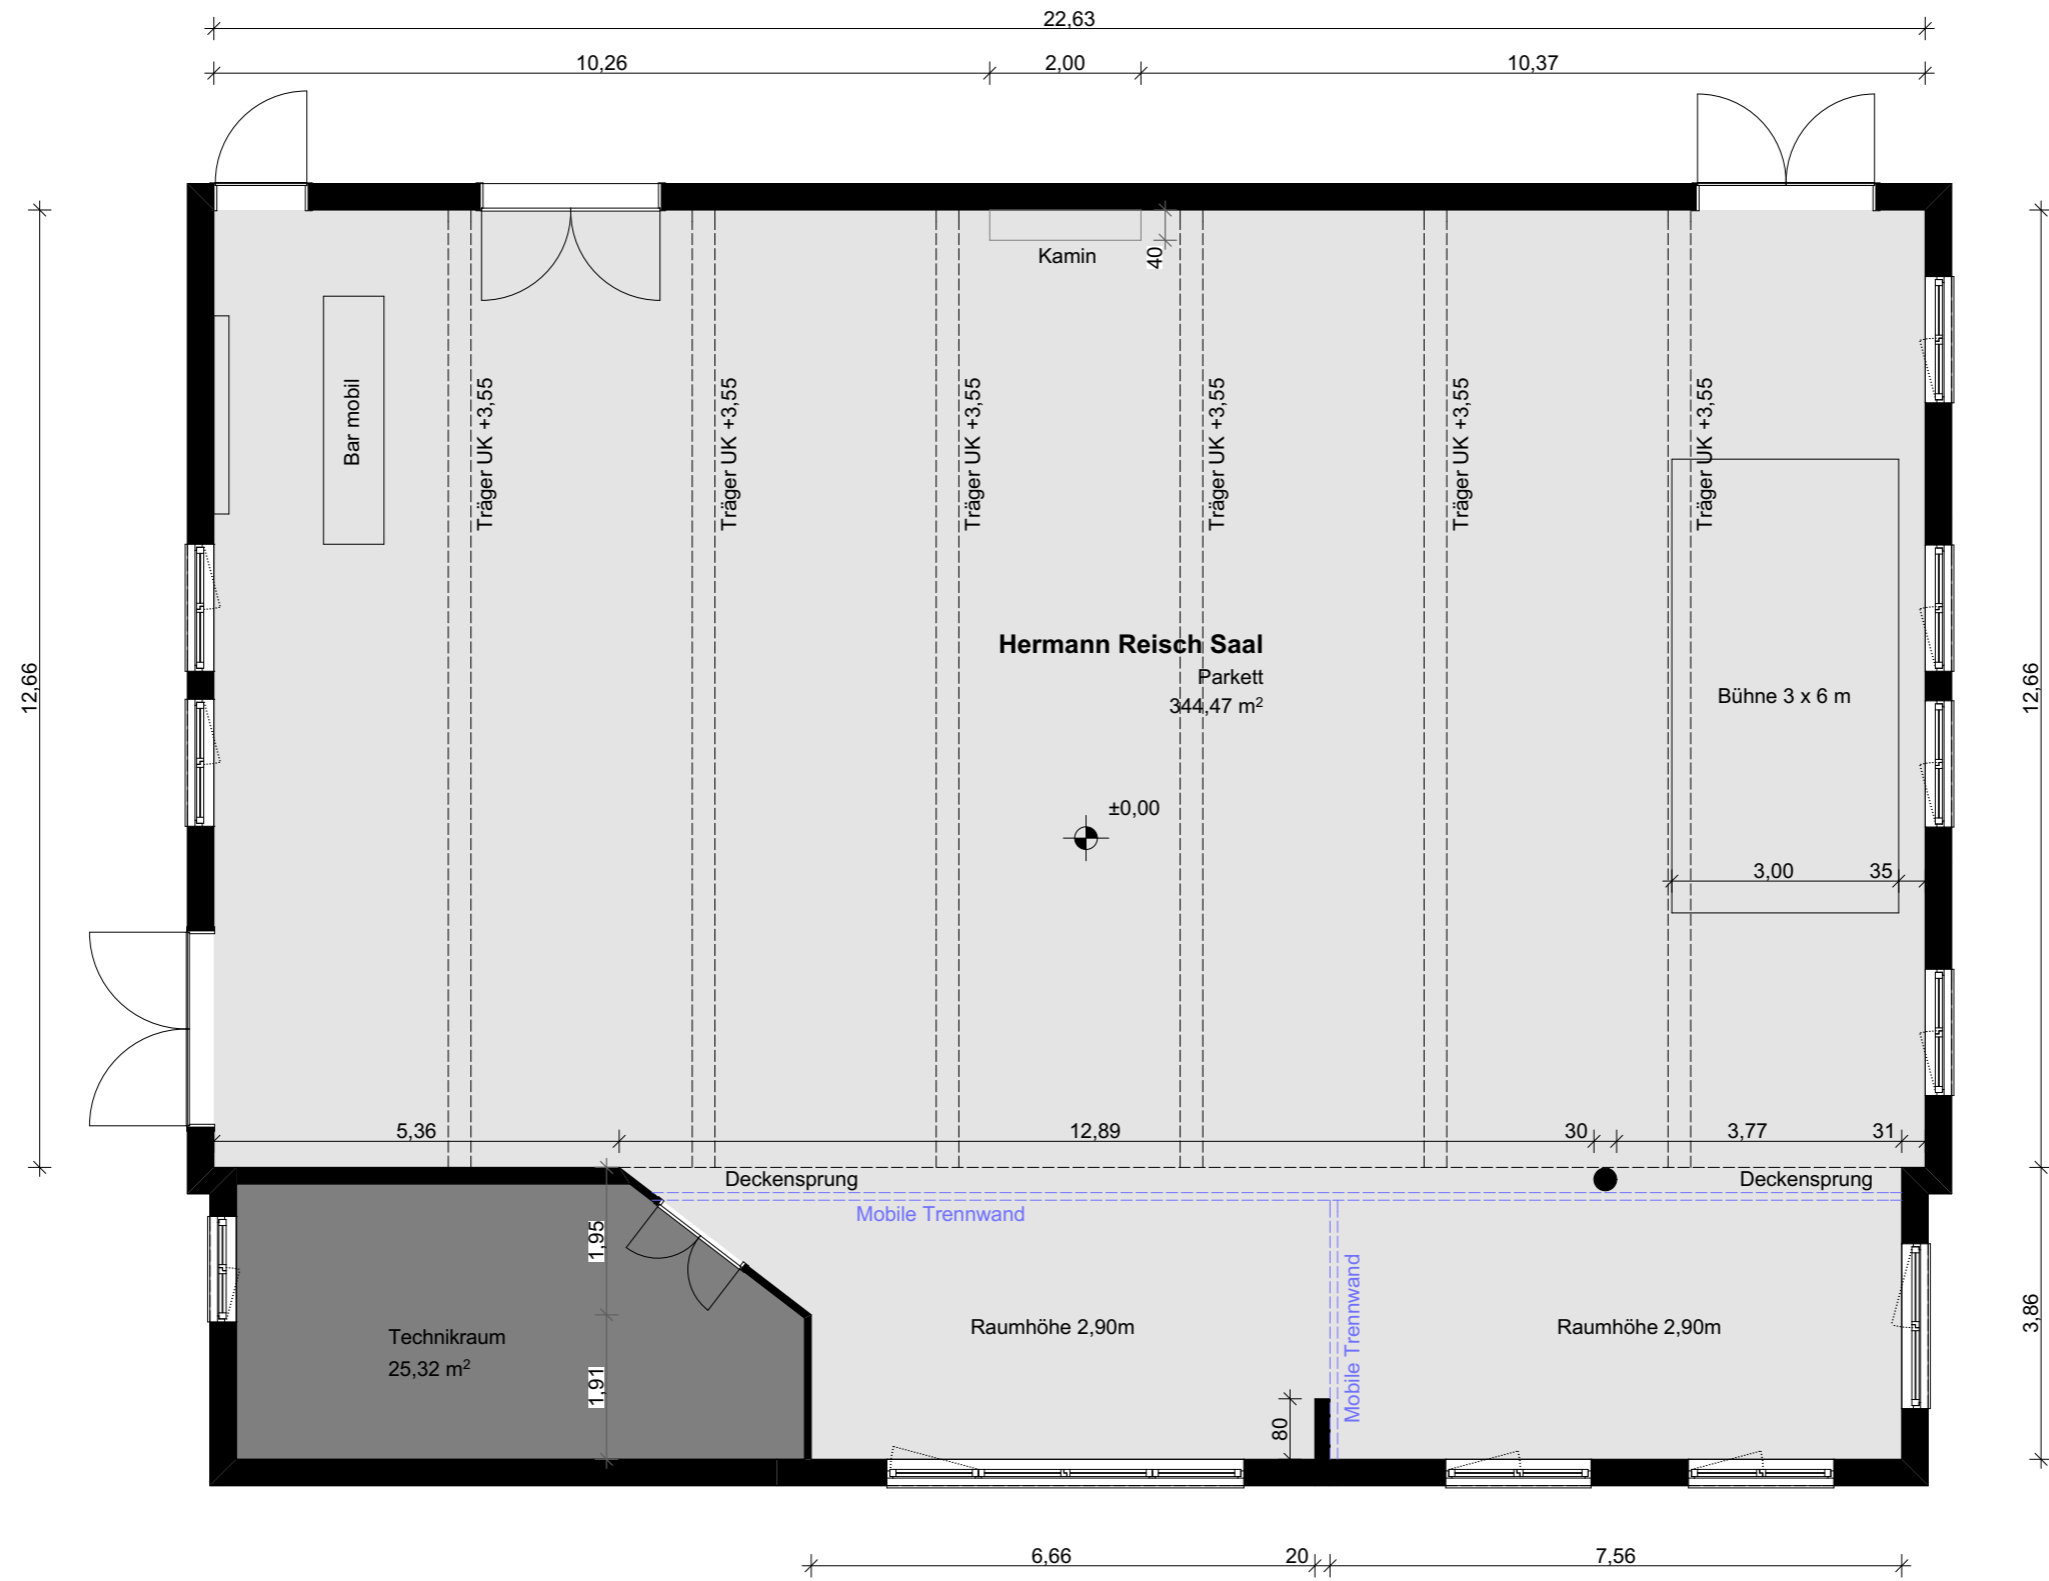 22,63
10,26
2,00
10,37
Kamin
40
Bar mobil
Träger UK +3,55
Träger UK +3,55
Träger UK +3,55
Träger UK +3,55
Träger UK +3,55
Träger UK +3,55
12,66
12,66
Hermann Reisch Saal
Parkett
344,47 m²
Bühne 3 x 6 m
±0,00
3,00
35
5,36
12,89
30
3,77
31
Deckensprung
Deckensprung
Mobile Trennwand
1,95
Mobile Trennwand
Technikraum
25,32 m²
Raumhöhe 2,90m
Raumhöhe 2,90m
3,86
1,91
80
6,66
20
7,56